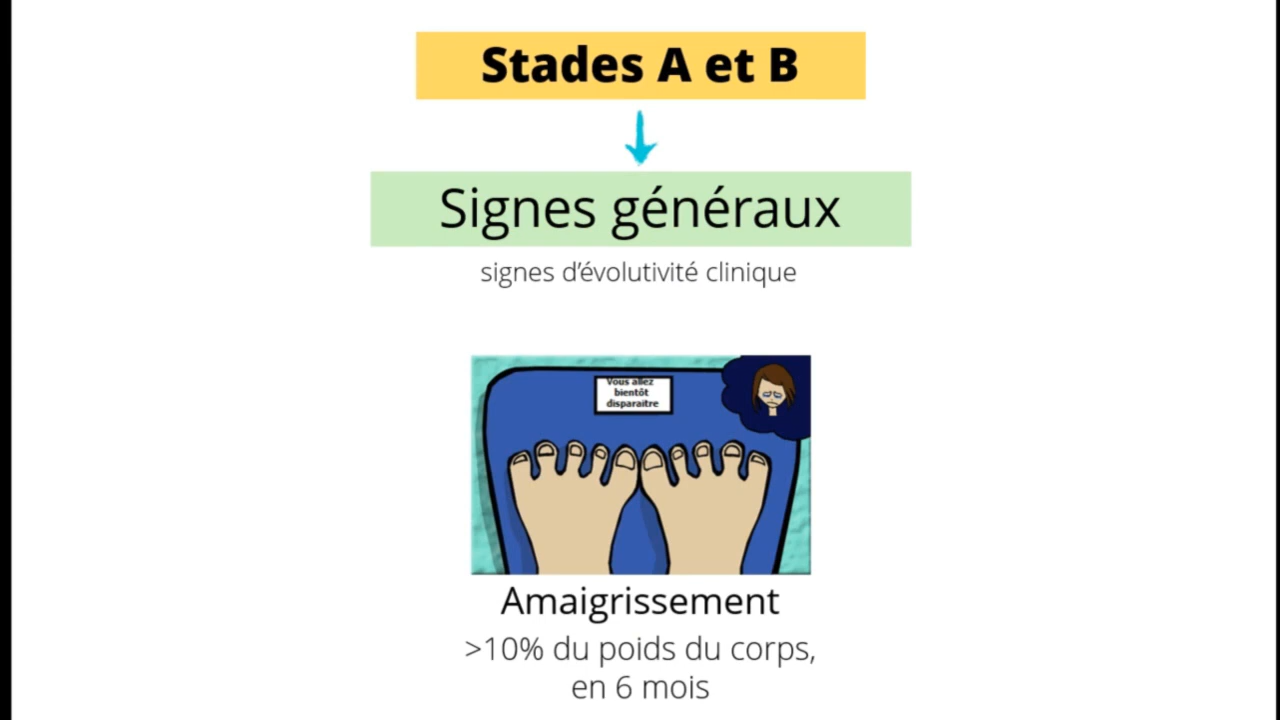 Stades A et B
Signes généraux
signes d'évolutivité clinique
Vous allez
bientôt
disparaitre
Amaigrissement
>10% du poids du corps,
en 6 mois